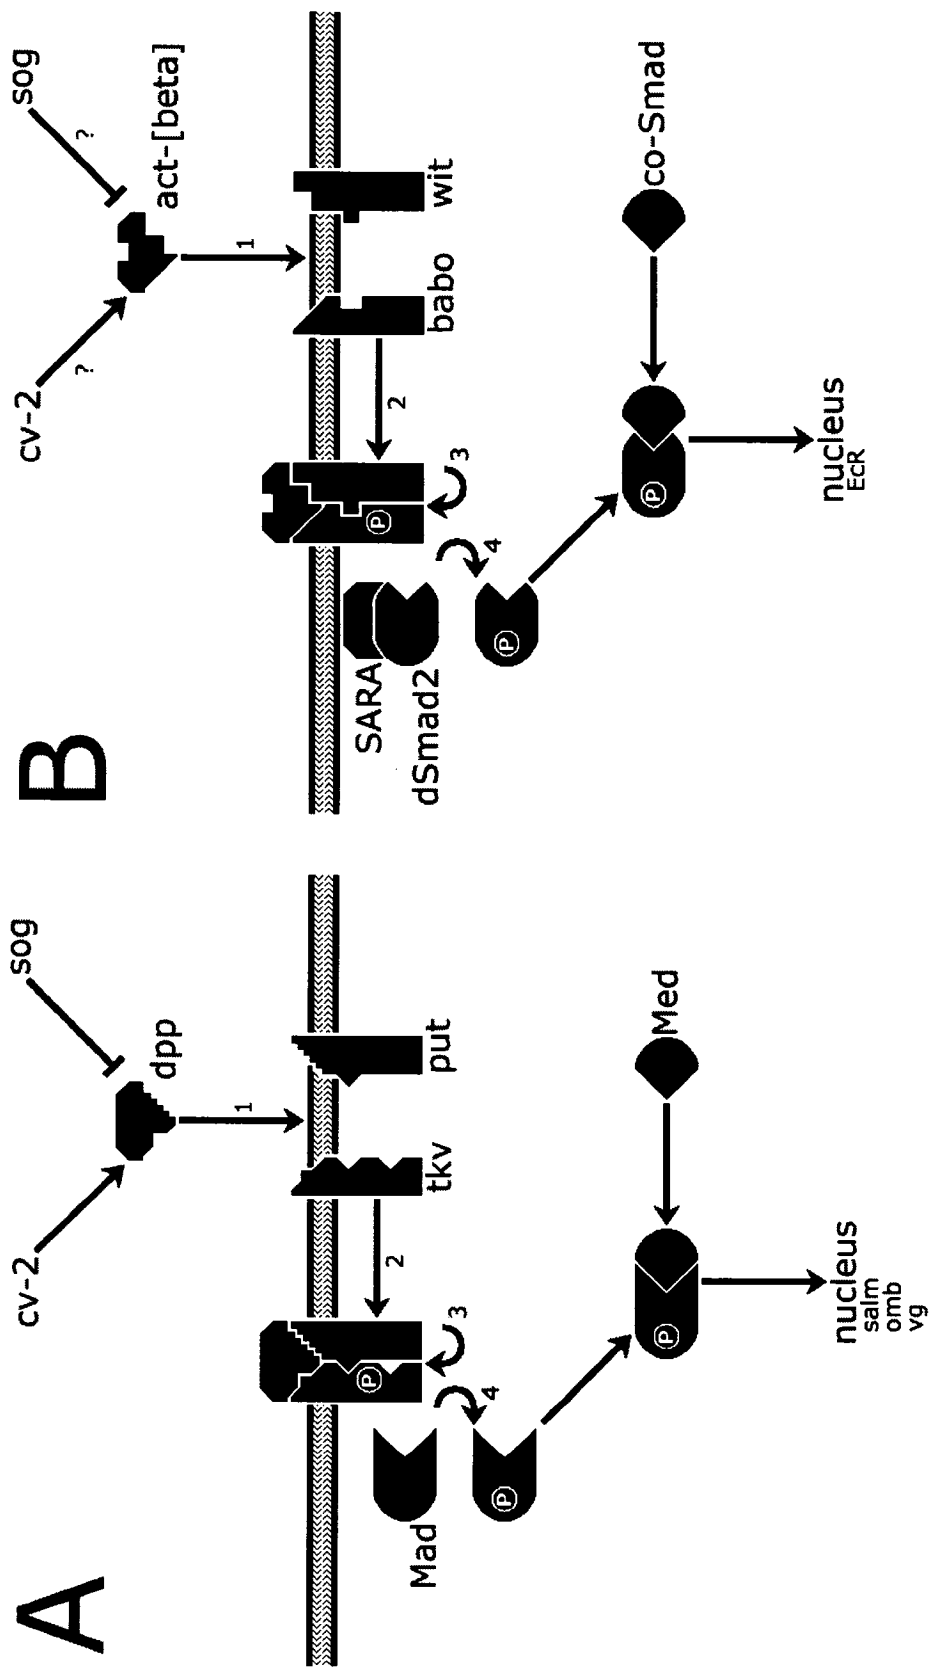 A
cv-2
sog
dpp
1
tkv
put
2
P
3
4
Mad
P
P
Med
nucleus
salm
omb
vg
B
cv-2
sog
?
?
act-[beta]
1
babo
wit
2
P
3
4
SARA
dSmad2
P
P
co-Smad
nucleus
EcR